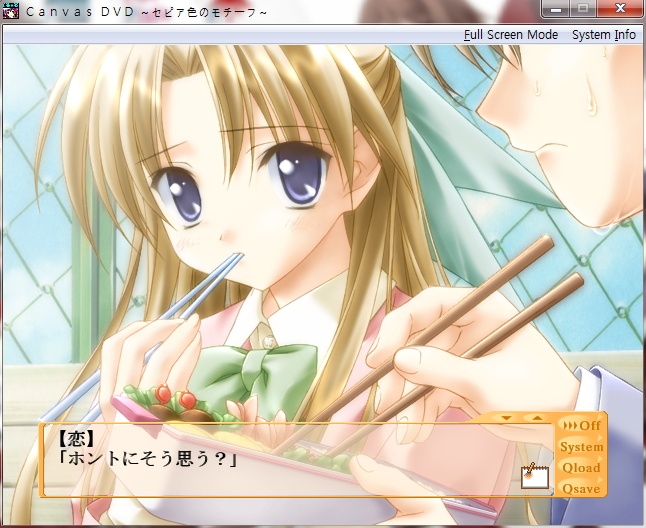 Canvas DVD ～セピア色のモチーフ～
Full Screen Mode System Info
【恋】
「ホントにそう思う？」
Off
System
Qload
Qsave